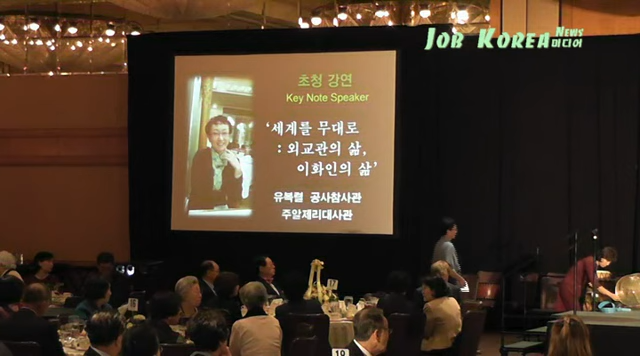 JOB KOREA NEWS
미디어
초청 강연
Key Note Speaker
‘세계를 무대로
: 외교관의 삶,
이화인의 삶’
유복렬 공사참사관
주알제리대사관
19